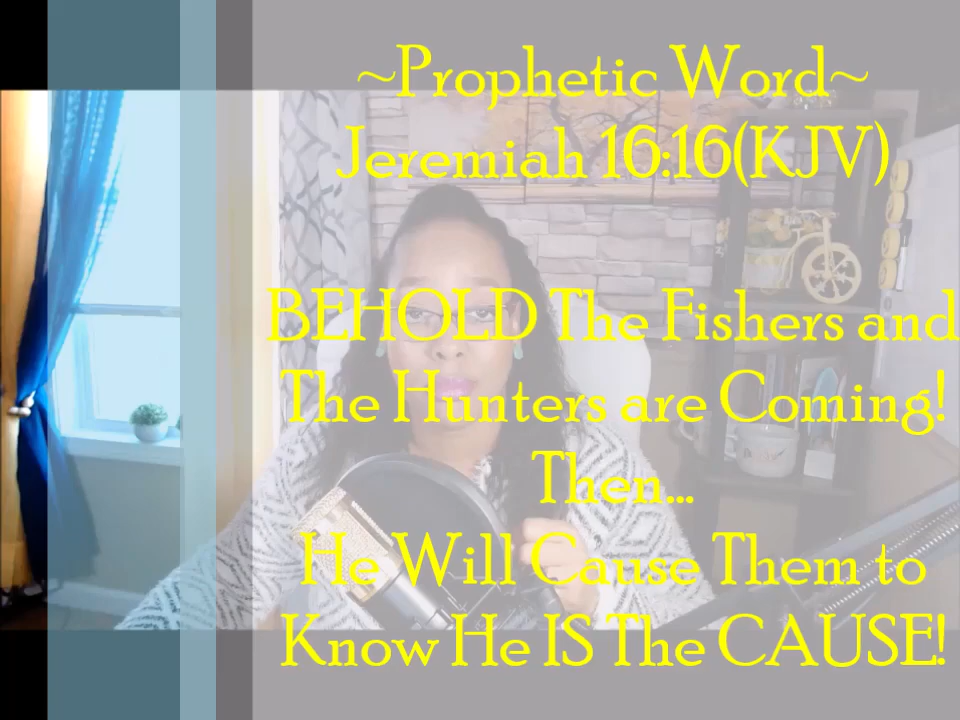 ~Prophetic Word~
Jeremiah 16:16(KJV)
BEHOLD The Fishers and
The Hunters are Coming!
Then...
He Will Cause Them to
Know He IS The CAUSE!